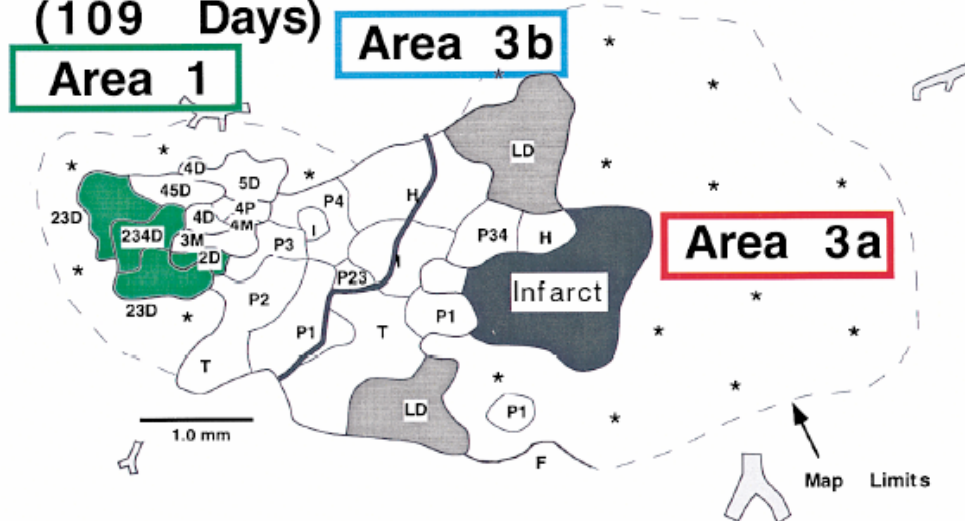 (109 Days)
Area 1
Area 3b
k
*
*
*
*
*
LD
4D
*
*
*
5D
45D
P4
H
23D
4D
4P
4M
I
P34
H
Area 3a
234D
3M
P3
2D
*
P23
I
Infarct
*
23D
P2
*
P1
T
P1
*
*
T
*
*
LD
P1
*
1.0 mm
F
Map Limits